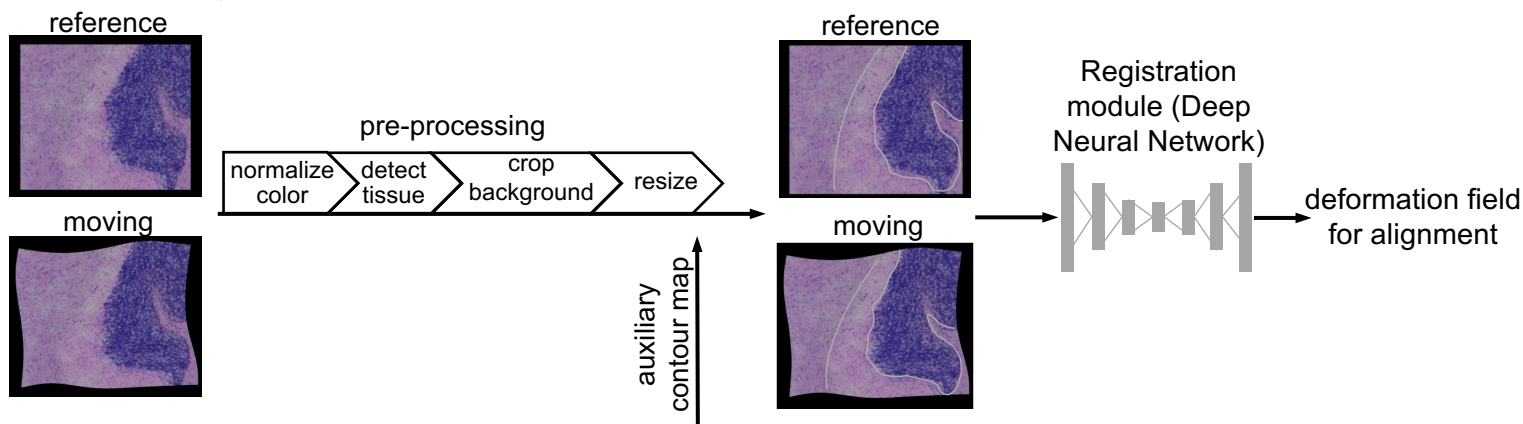 reference
moving
pre-processing
normalize
color
detect
tissue
crop
background
resize
auxiliary
contour map
reference
moving
Registration
module (Deep
Neural Network)
deformation field
for alignment